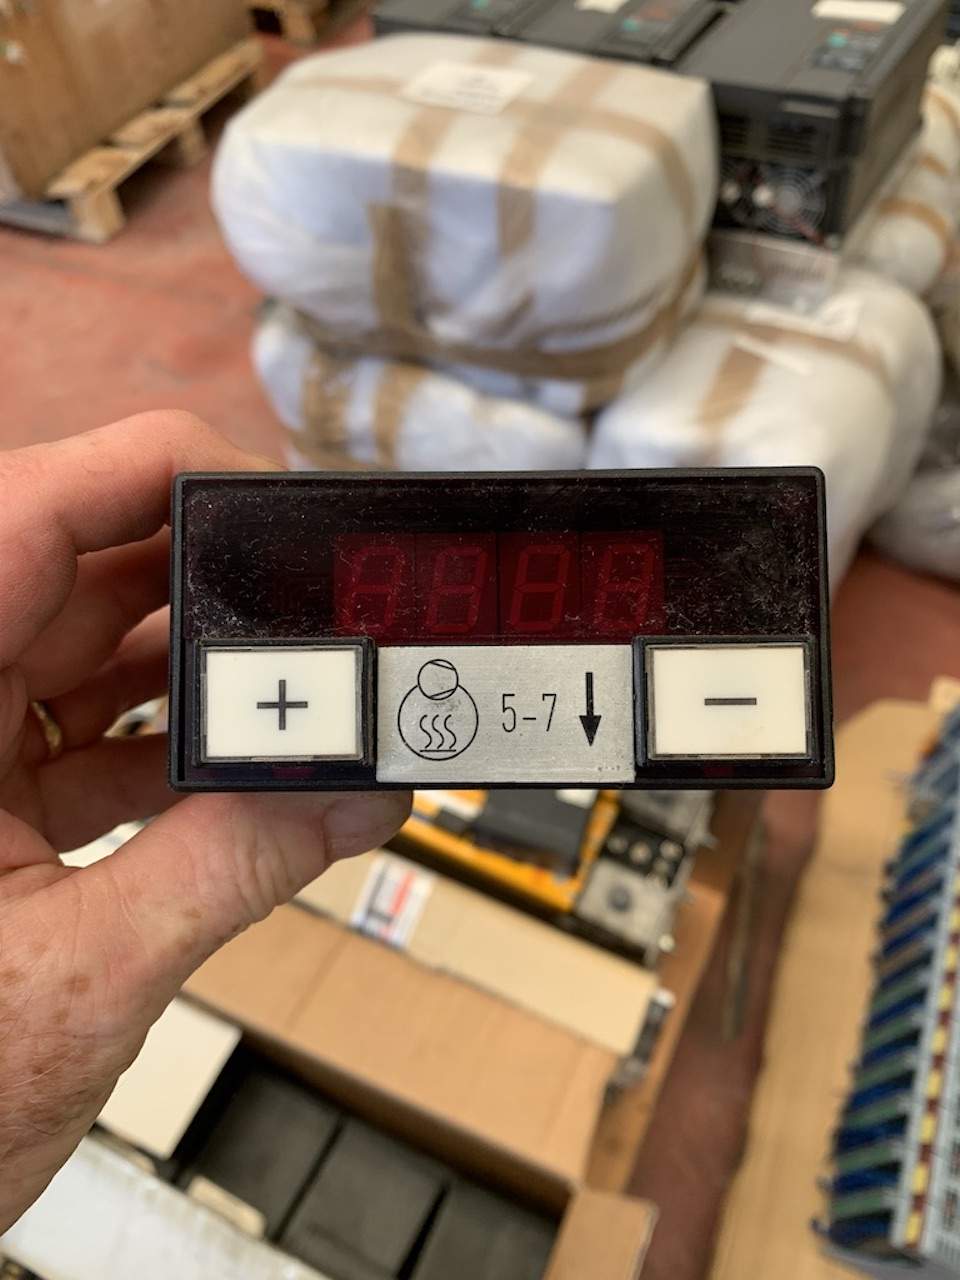 + 5-7 ↓ −